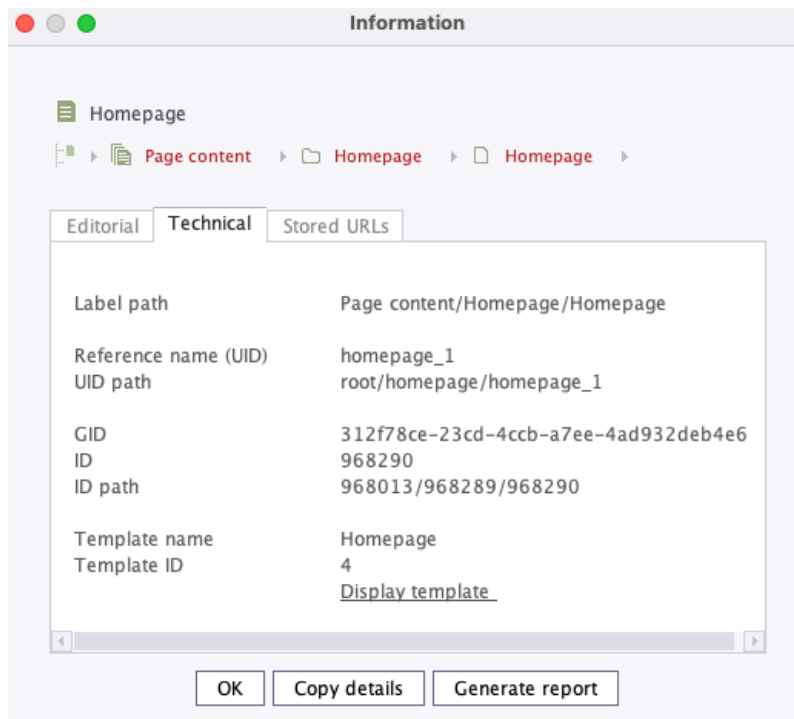 Information
Homepage
Page content Homepage Homepage
Editorial Technical Stored URLs
Label path Page content/Homepage/Homepage
Reference name (UID) homepage_1
UID path root/homepage/homepage_1
GID 312f78ce-23cd-4ccb-a7ee-4ad932deb4e6
ID 968290
ID path 968013/968289/968290
Template name Homepage
Template ID 4
Display template
OK Copy details Generate report